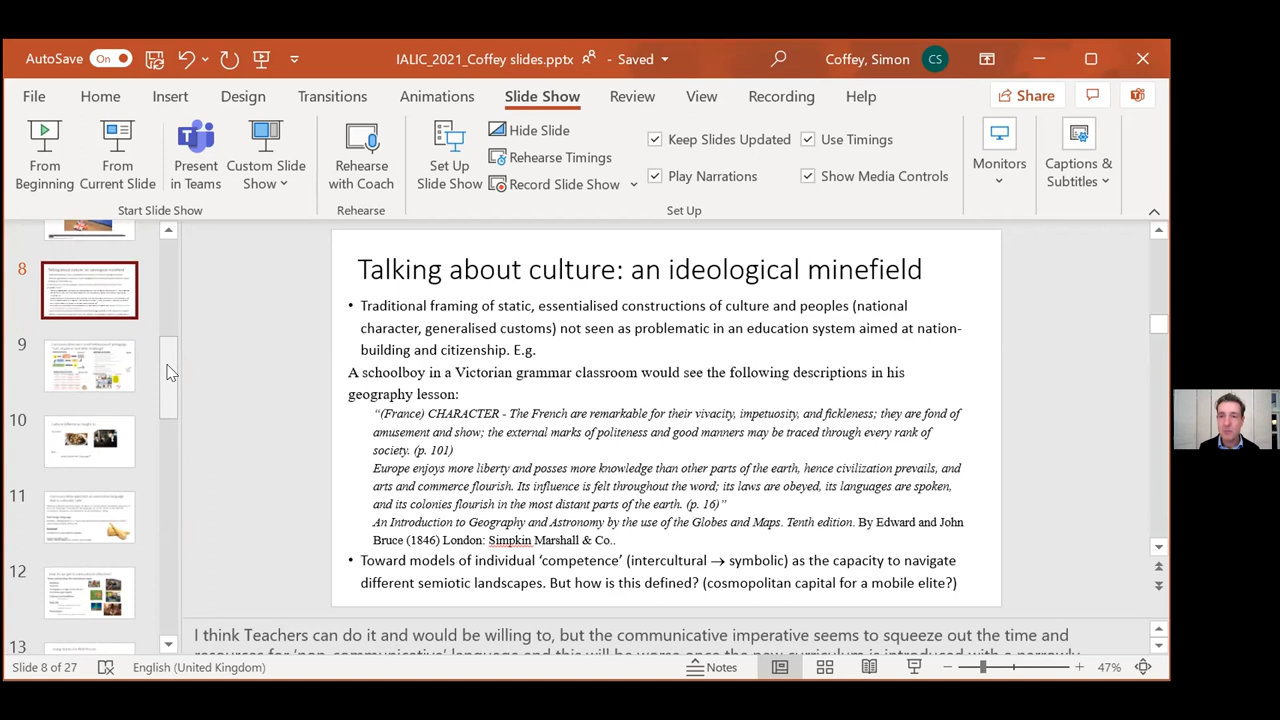 AutoSave On IALIC_2021_Coffey slides.pptx - Saved Coffey, Simon CS
File Home Insert Design Transitions Animations Slide Show Review View Recording Help Share
From Beginning
From Current Slide
Present in Teams
Custom Slide Show
Start Slide Show
Rehearse with Coach
Rehearse
Set Up Slide Show
Hide Slide
Rehearse Timings
Record Slide Show
Keep Slides Updated
Use Timings
Play Narrations
Show Media Controls
Set Up
Monitors
Captions & Subtitles
8
9
10
11
12
13
Talking about culture: an ideological minefield
Traditional framing of the essentialised constructions of culture and species (national
character, generalised customs) not seen as problematic in an education system aimed at nation-
building and citizenship. E.g.
A schoolboy in a Victorian grammar classroom would see the following descriptions in his
geography lesson:
“(France) CHARACTER - The French are remarkable for their vivacity, impetuosity, and fickleness; they are fond of
amusement and show; the external marks of politeness and good manners may be traced through every rank of
society. (p. 101)
Europe enjoys more liberty and posses more knowledge than other parts of the earth, hence civilization prevails, and
arts and commerce flourish. Its influence is felt throughout the word; its laws are obeyed, its languages are spoken,
and its colonies flourish in the most distant parts of the earth. (p. 16)”
An Introduction to Geography and Astronomy by the use of the Globes and maps. Tenth edition. By Edward and John
Bruce (1846) London: Simpkin Marshall & Co..
• Toward models of individual ‘competence’ (intercultural → symbolic): the capacity to navigate
different semiotic landscapes. But how is this defined? (cosmopolitan capital for a mobile elite?)
I think Teachers can do it and would be willing to, but the communicative imperative seems to squeeze out the time and
Slide 8 of 27 English (United Kingdom) Notes 47%